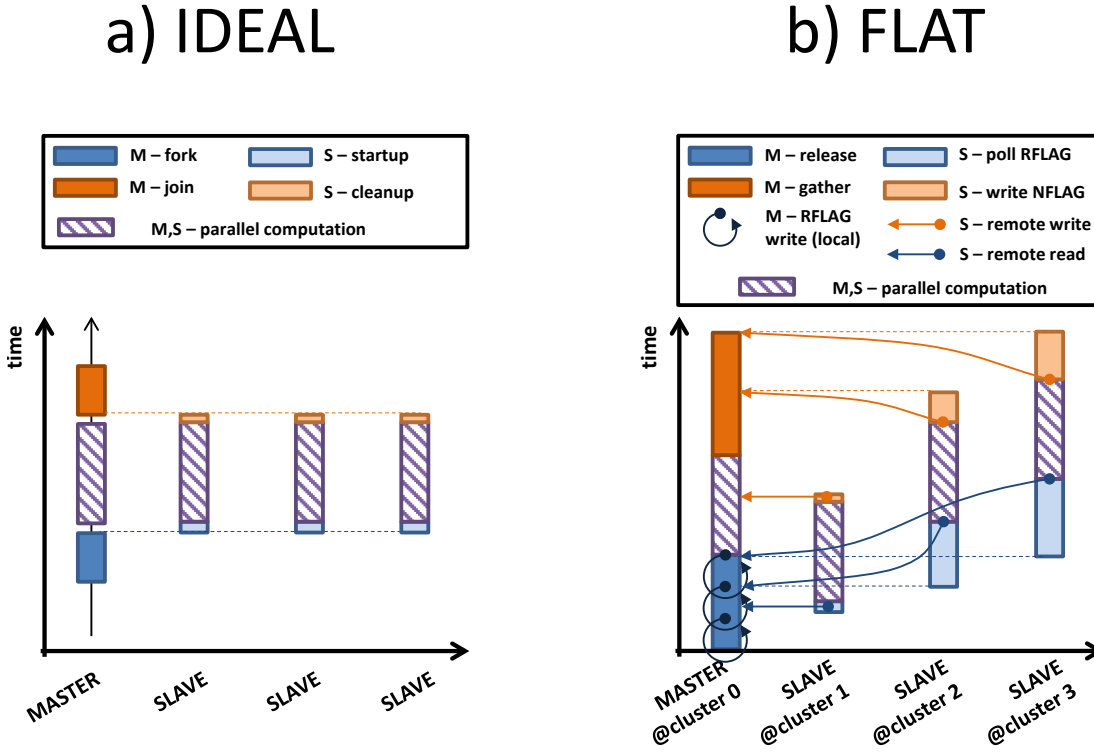 a) IDEAL
M – fork
S – startup
M – join
S – cleanup
M,S – parallel computation
time
MASTER
SLAVE
SLAVE
SLAVE
b) FLAT
M – release
S – poll RFLAG
M – gather
S – write NFLAG
M – RFLAG
write (local)
S – remote write
S – remote read
M,S – parallel computation
time
MASTER
@cluster 0
SLAVE
@cluster 1
SLAVE
@cluster 2
SLAVE
@cluster 3